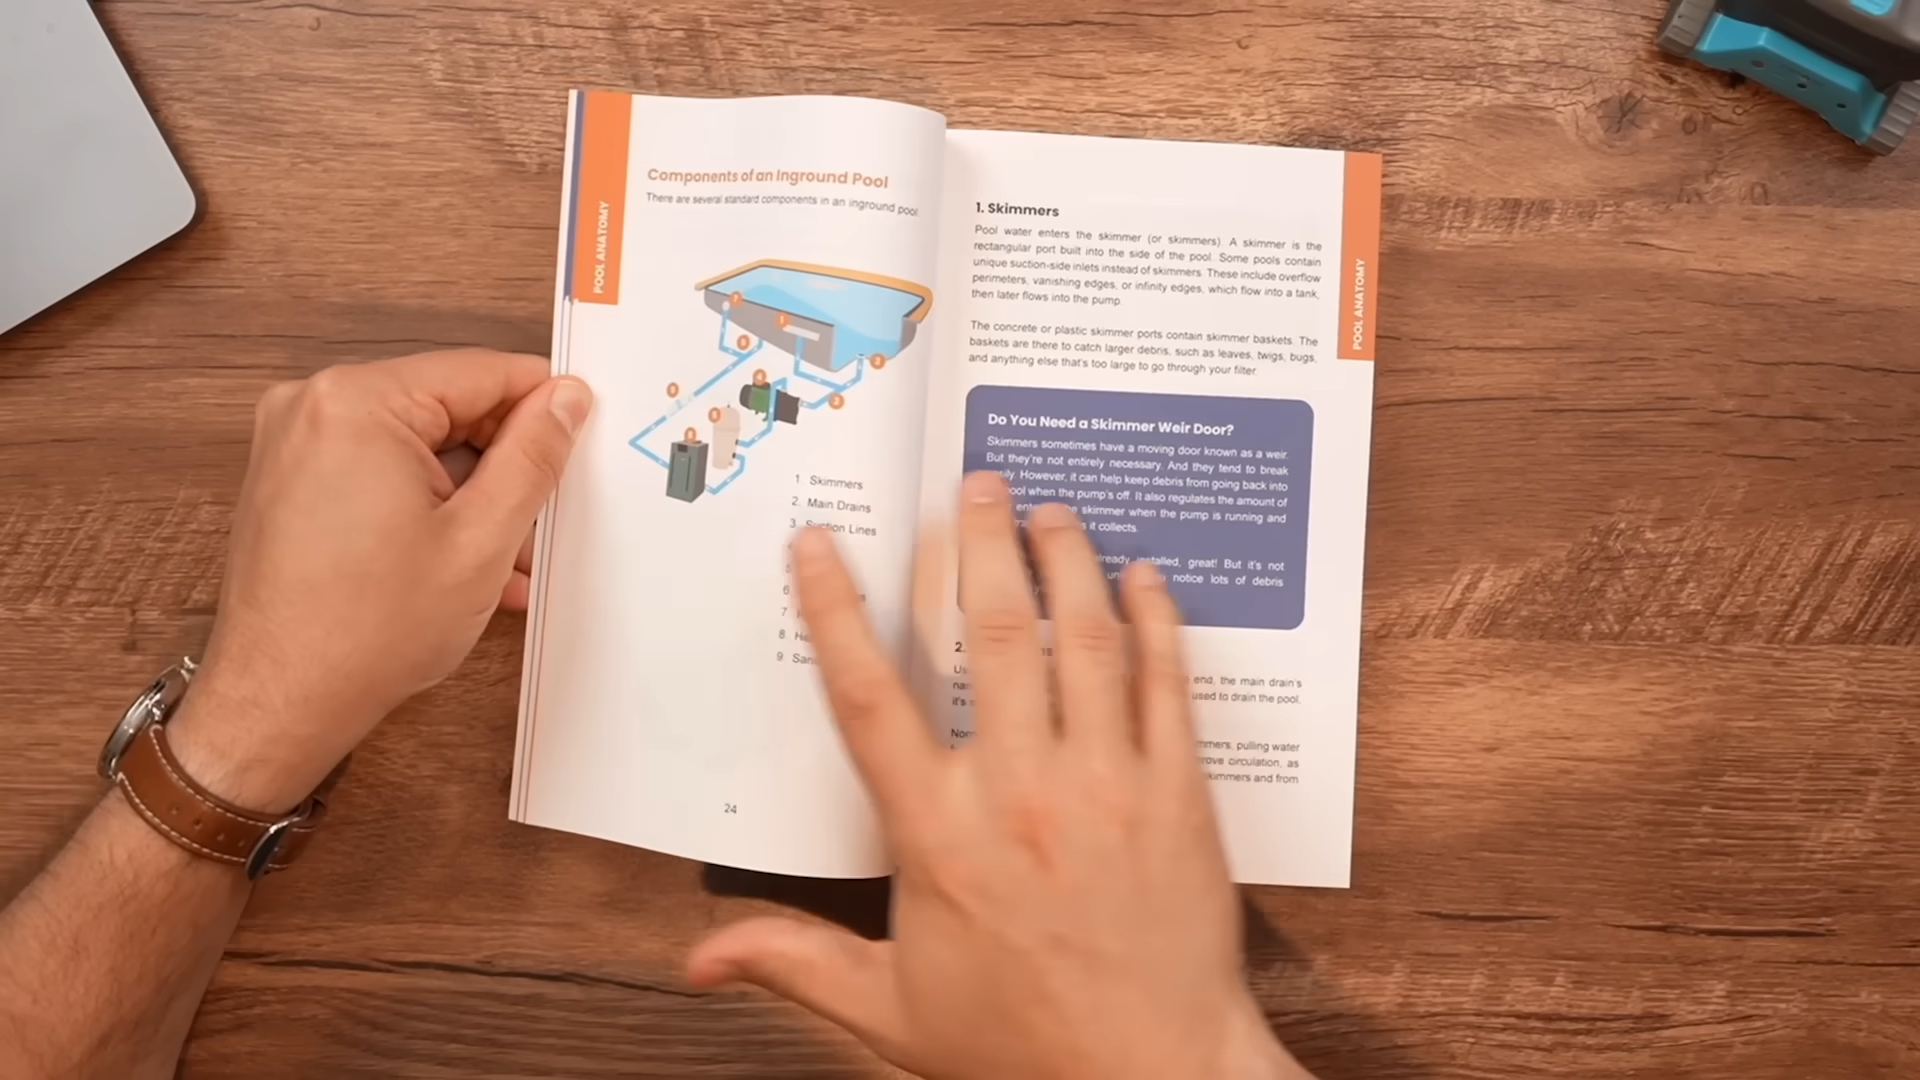 POOL ANATOMY
Components of an Inground Pool
There are several standard components in an inground pool
1. Skimmers
2. Main Drains
3. Suction Lines
6.
7
8.
9.
24
POOL ANATOMY
1. Skimmers
Pool water enters the skimmer (or skimmers). A skimmer is the
rectangular port built into the side of the pool. Some pools contain
unique suction-side inlets instead of skimmers. These include overflow
perimeters, vanishing edges, or infinity edges, which flow into a tank,
then later flows into the pump.
The concrete or plastic skimmer ports contain skimmer baskets. The
baskets are there to catch larger debris, such as leaves, twigs, bugs,
and anything else that's too large to go through your filter.
Do You Need a Skimmer Weir Door?
Skimmers sometimes have a moving door known as a weir.
But they're not entirely necessary. And they tend to break
However, it can help keep debris from going back into
pool when the pump's off. It also regulates the amount of
skimmer when the pump is running and
it collects.
already installed, great! But it's not
notice lots of debris
2.
end, the main drain's
used to drain the pool.
it's
pulling water
circulation, as
skimmers and from